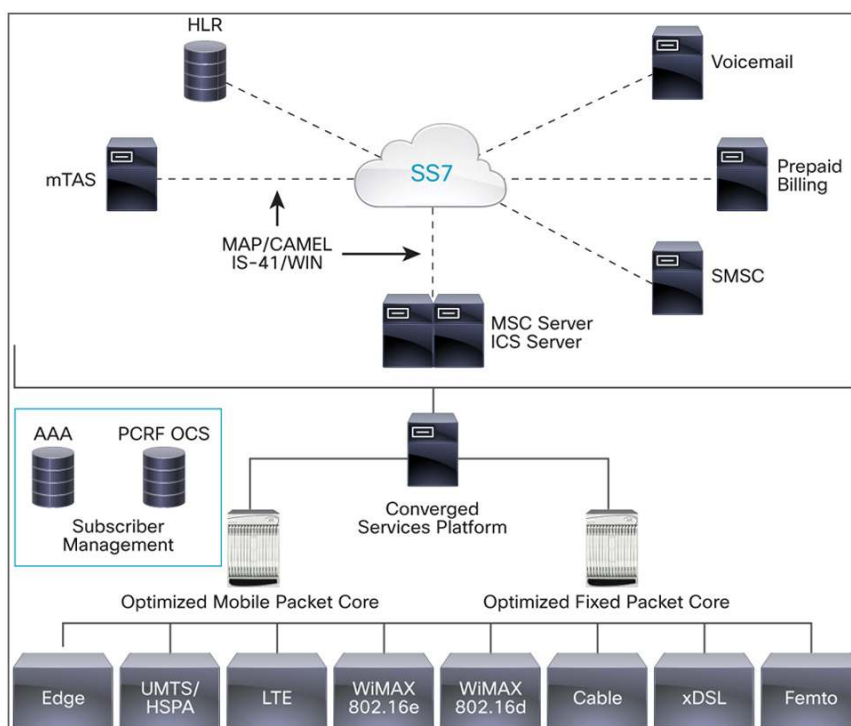 HLR
Voicemail
mTAS
SS7
Prepaid
Billing
MAP/CAMEL
IS-41/WIN
SMSC
MSC Server
ICS Server
AAA
PCRF OCS
Subscriber
Management
Converged
Services Platform
Optimized Mobile Packet Core
Optimized Fixed Packet Core
Edge
UMTS/
HSPA
LTE
WiMAX
802.16e
WiMAX
802.16d
Cable
xDSL
Femto